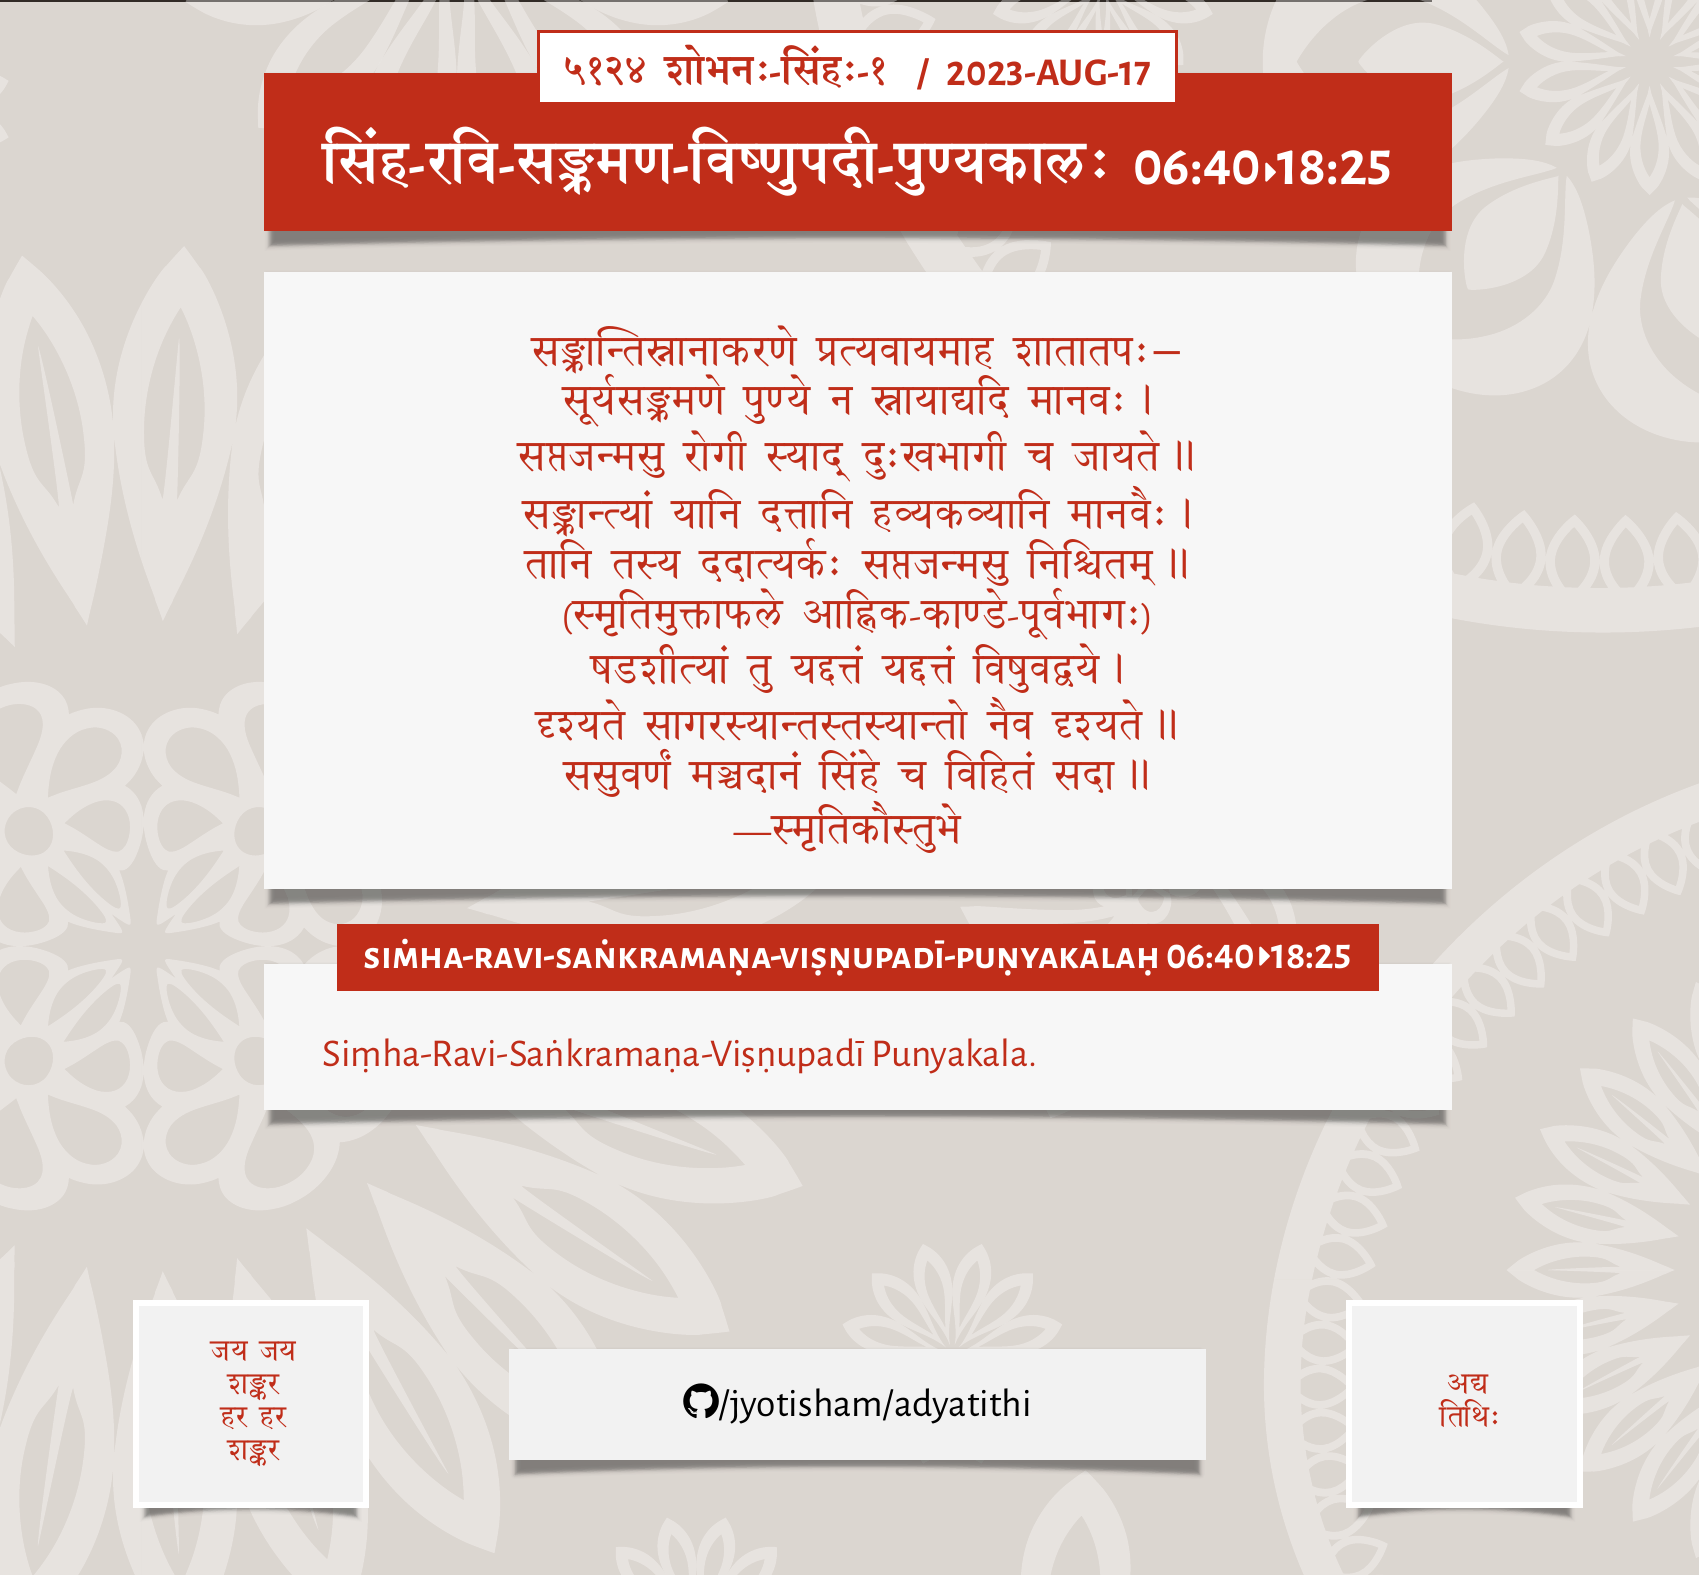 ५१२४ शोभनः-सिंहः-१ / 2023-AUG-17
सिंह-रवि-सङ्क्रमण-विष्णुपदी-पुण्यकालः 06:40▸18:25
सङ्क्रान्तिस्नानाकरणे प्रत्यवायमाह शातातपः—
सूर्यसङ्क्रमणे पुण्ये न स्नायाद्यदि मानवः ।
सप्तजन्मसु रोगी स्याद् दुःखभागी च जायते ॥
सङ्क्रान्त्यां यानि दत्तानि हव्यकव्यानि मानवैः ।
तानि तस्य ददात्यर्कः सप्तजन्मसु निश्चितम् ॥
(स्मृतिमुक्ताफले आह्निक-काण्डे-पूर्वभागः)
षडशीत्यां तु यद्दत्तं यद्दत्तं विषुवद्वये ।
दृश्यते सागरस्यान्तस्तस्यान्तो नैव दृश्यते ॥
ससुवर्णं मञ्चदानं सिंहे च विहितं सदा ॥
—स्मृतिकौस्तुभे
SIṀHA-RAVI-SAṄKRAMAṆA-VIṢṆUPADĪ-PUṆYAKĀLAḤ 06:40▸18:25
Siṃha-Ravi-Saṅkramaṇa-Viṣṇupadī Punyakala.
जय जय
शङ्कर
हर हर
शङ्कर
/jyotisham/adyatithi
अद्य
तिथिः